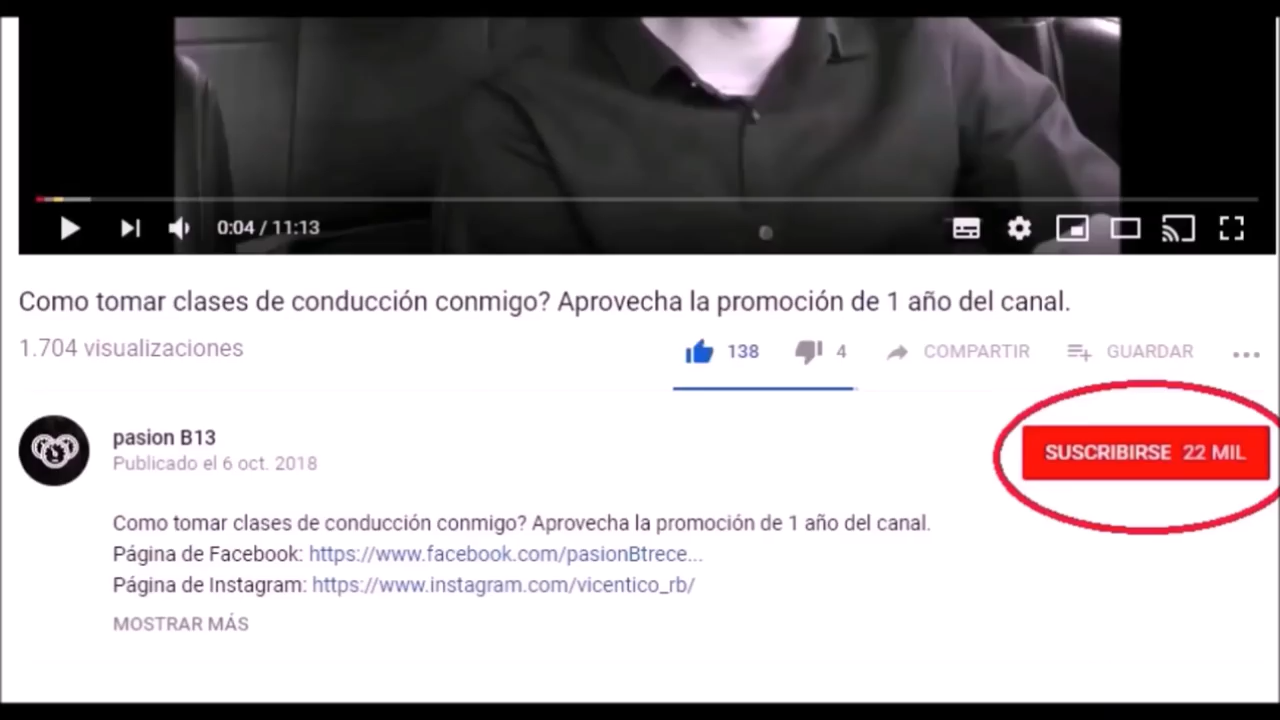 0:04 / 11:13
Como tomar clases de conducción conmigo? Aprovecha la promoción de 1 año del canal.
1.704 visualizaciones
138
4
COMPARTIR
GUARDAR
pasion B13
Publicado el 6 oct. 2018
SUSCRIBIRSE 22 MIL
Como tomar clases de conducción conmigo? Aprovecha la promoción de 1 año del canal.
Página de Facebook: https://www.facebook.com/pasionBtrece...
Página de Instagram: https://www.instagram.com/vicentico_rb/
MOSTRAR MÁS